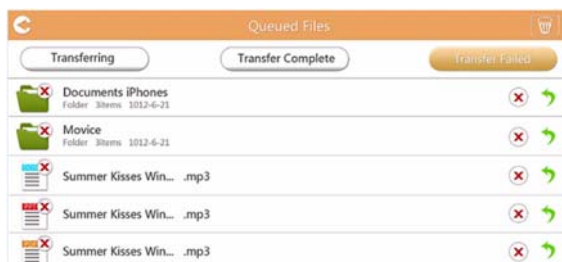 Queued Files
Transferring Transfer Complete Transfer Failed
Documents iPhones
Folder 3items 1012-6-21
Movice
Folder 3items 1012-6-21
Summer Kisses Win... .mp3
Summer Kisses Win... .mp3
Summer Kisses Win... .mp3